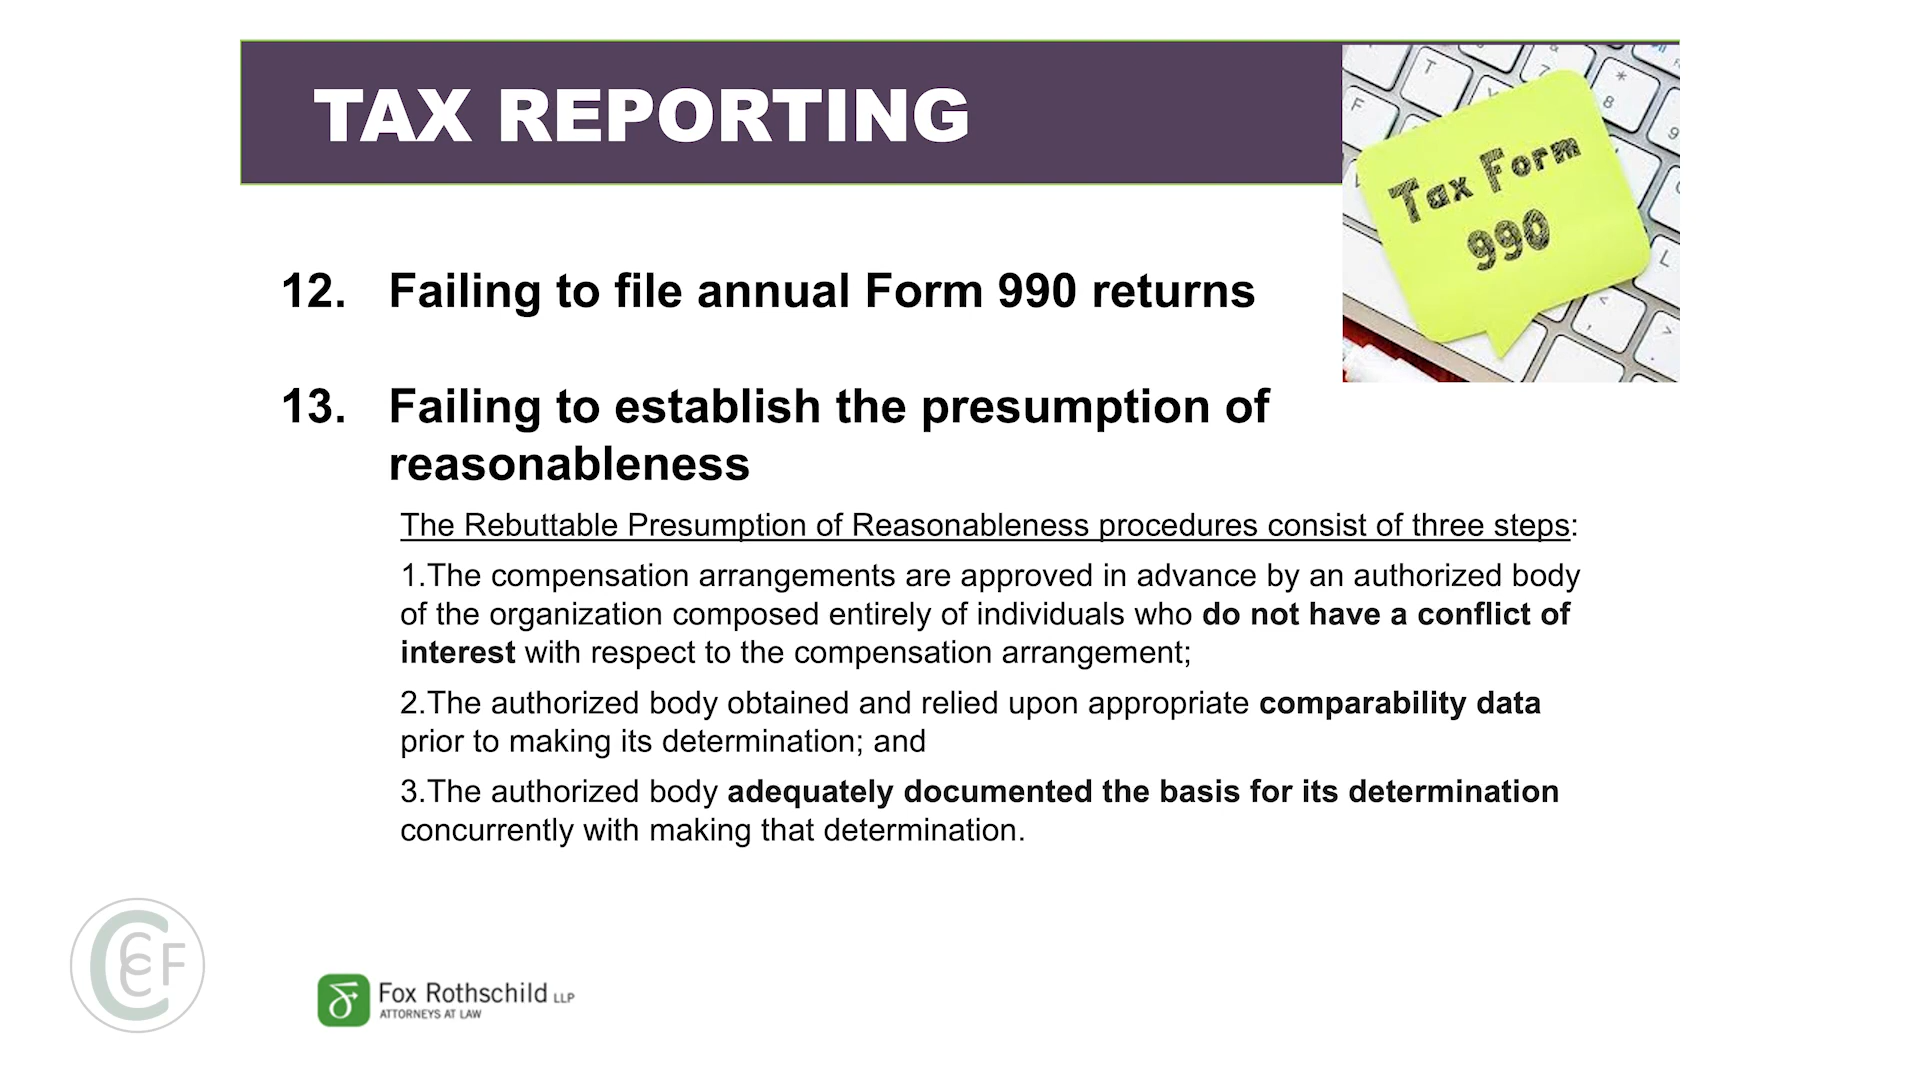 TAX REPORTING
Tax Form
990
12. Failing to file annual Form 990 returns
13. Failing to establish the presumption of
reasonableness
The Rebuttable Presumption of Reasonableness procedures consist of three steps:
1.The compensation arrangements are approved in advance by an authorized body
of the organization composed entirely of individuals who do not have a conflict of
interest with respect to the compensation arrangement;
2.The authorized body obtained and relied upon appropriate comparability data
prior to making its determination; and
3.The authorized body adequately documented the basis for its determination
concurrently with making that determination.
CCCF
Fox Rothschild LLP
ATTORNEYS AT LAW